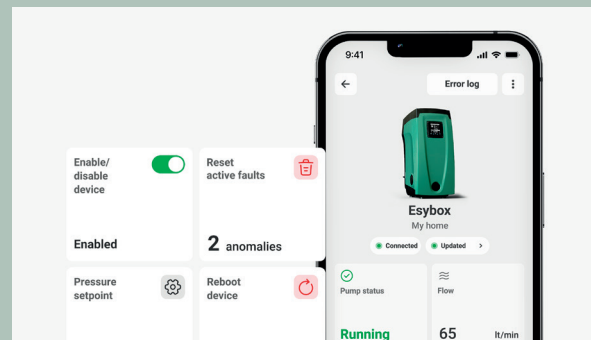 9:41
Error log
Esybox
My home
Connected
Updated
Pump status
Running
Flow
65 lt/min
Enable/
disable
device
Enabled
Reset
active faults
2 anomalies
Pressure
setpoint
Reboot
device